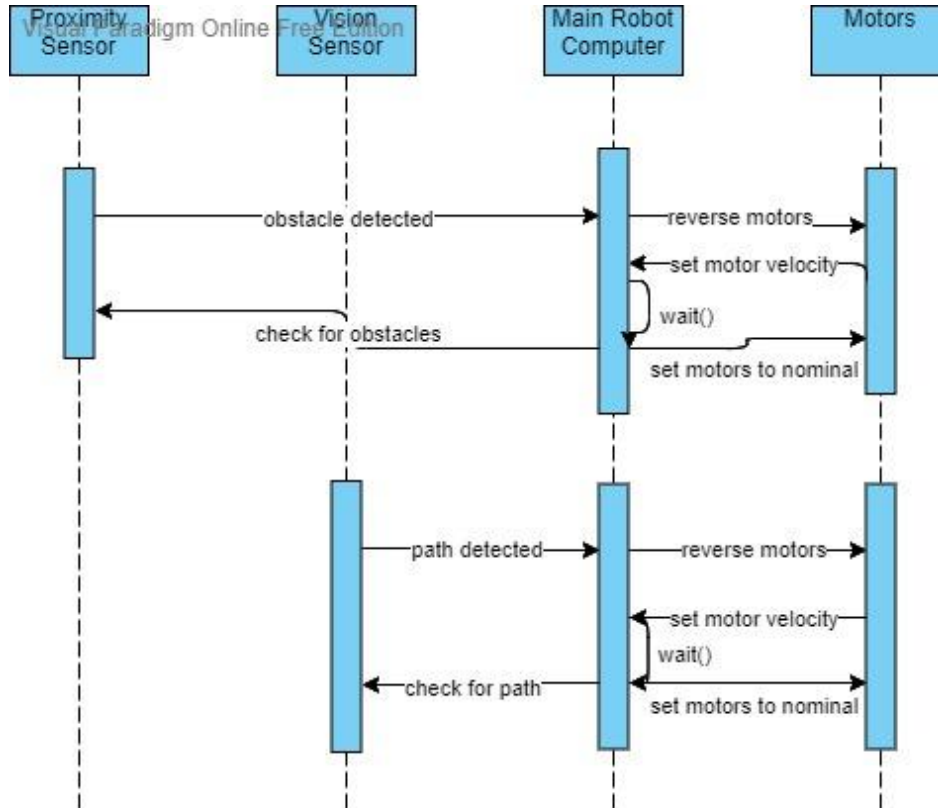 Visual Paradigm Online Free Edition
Proximity
Sensor
Vision
Sensor
Main Robot
Computer
Motors
obstacle detected
reverse motors
set motor velocity
wait()
check for obstacles
set motors to nominal
path detected
reverse motors
set motor velocity
wait()
check for path
set motors to nominal